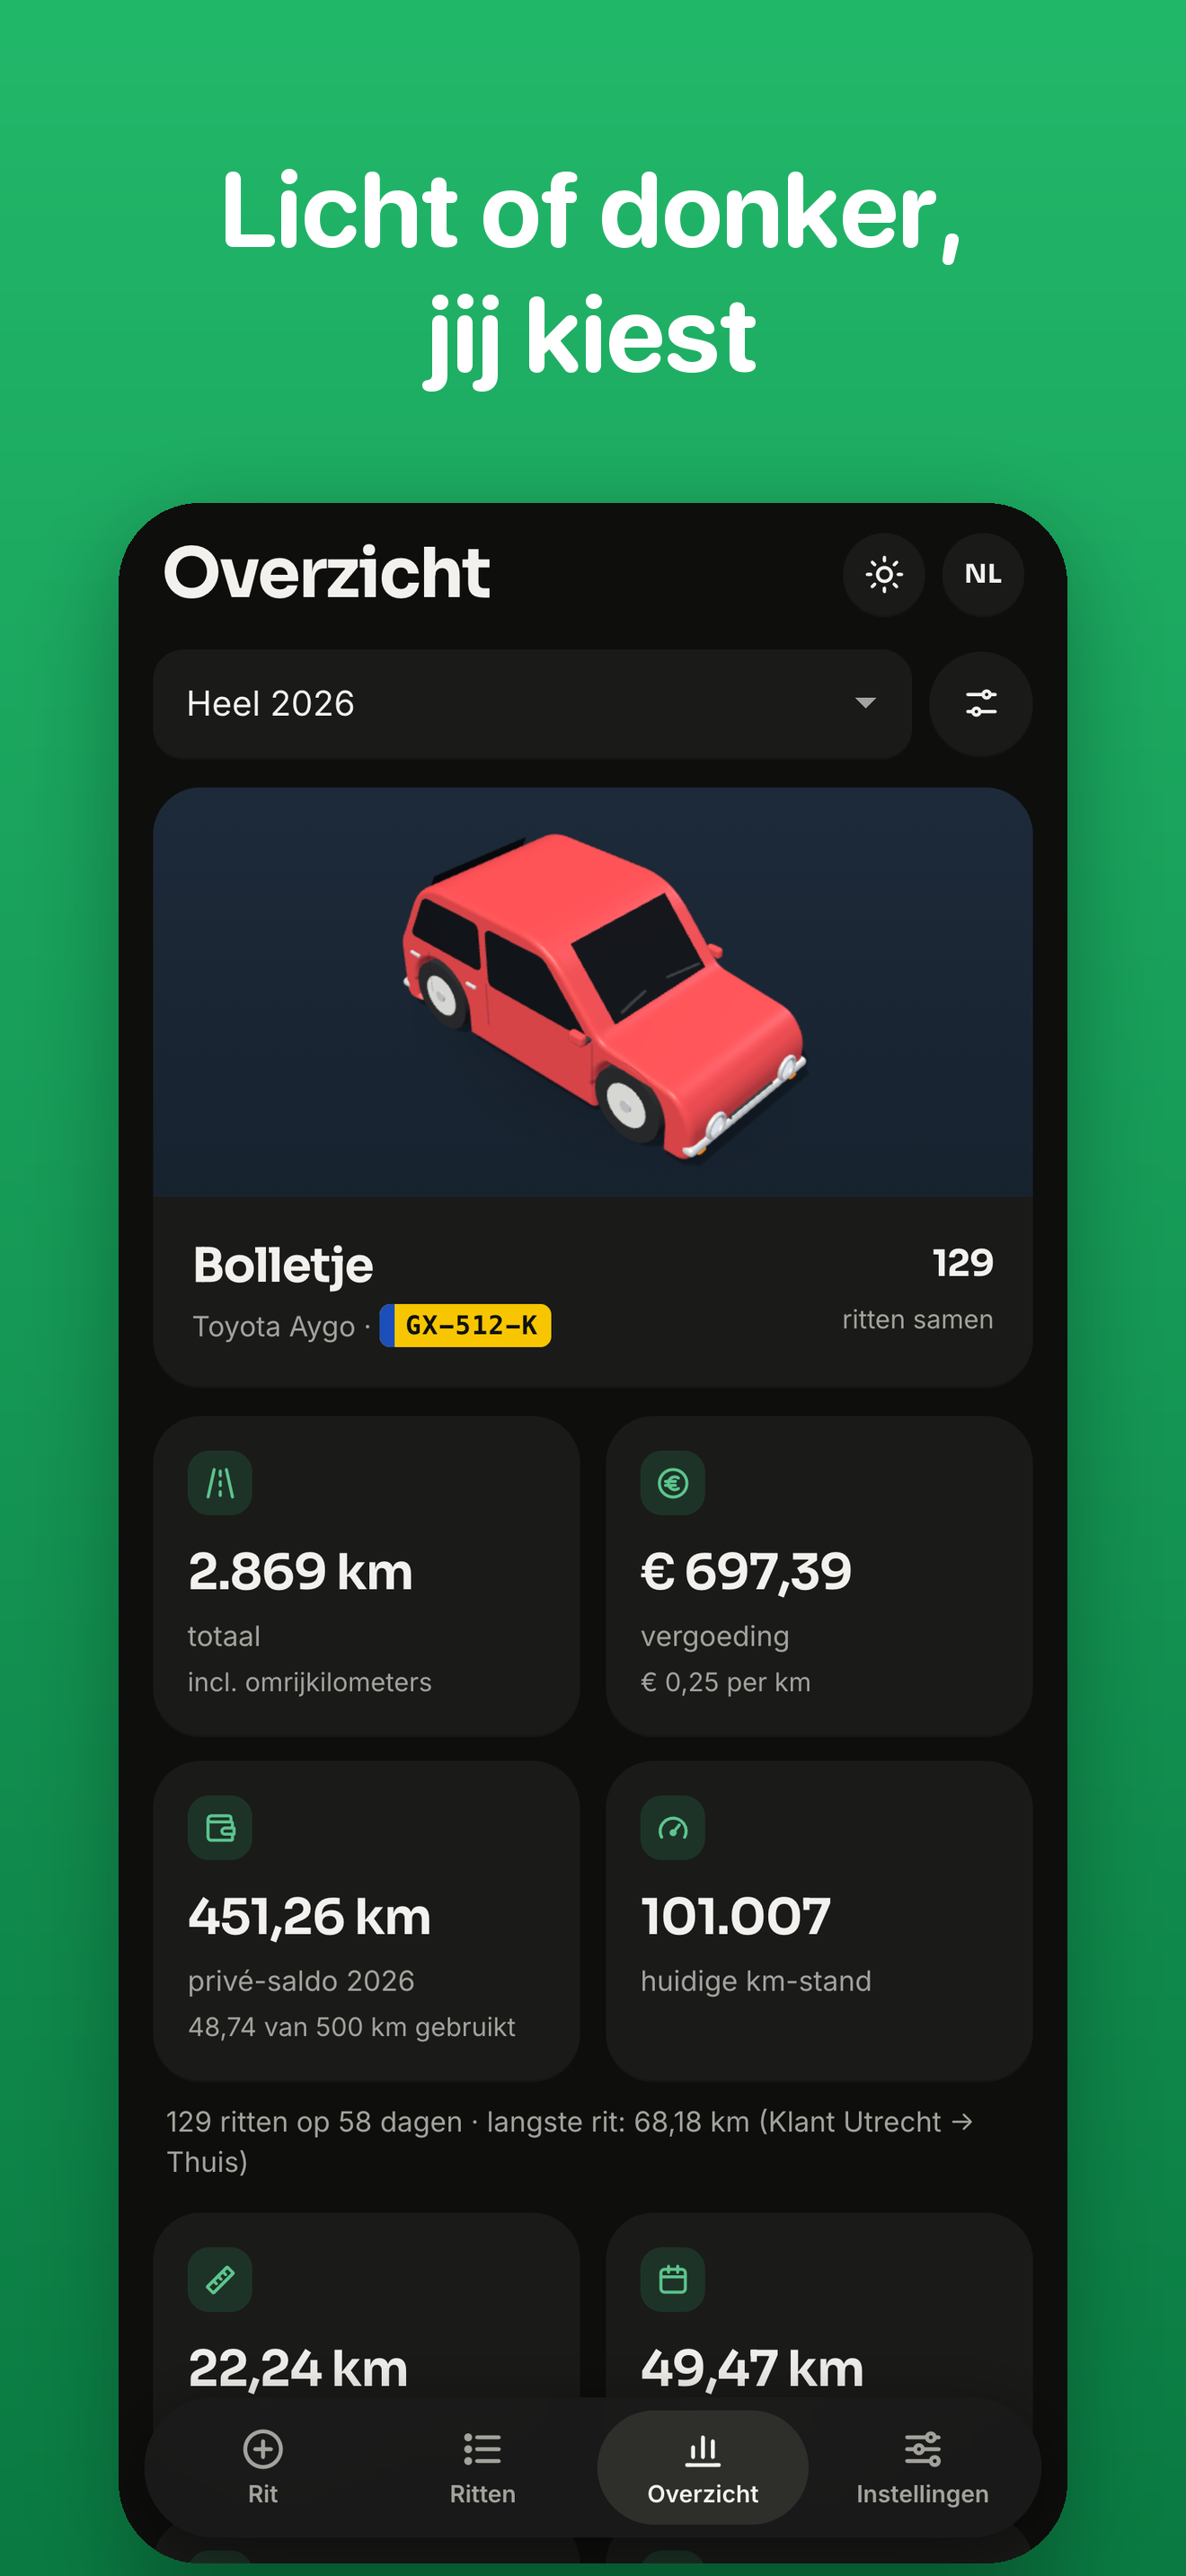 Licht of donker,
jij kiest
Overzicht
NL
Heel 2026
Bolletje
129
Toyota Aygo · GX-512-K
ritten samen
2.869 km
€ 697,39
totaal
vergoeding
incl. omrijkilometers
€ 0,25 per km
451,26 km
101.007
privé-saldo 2026
huidige km-stand
48,74 van 500 km gebruikt
129 ritten op 58 dagen · langste rit: 68,18 km (Klant Utrecht →
Thuis)
22,24 km
49,47 km
Rit
Ritten
Overzicht
Instellingen